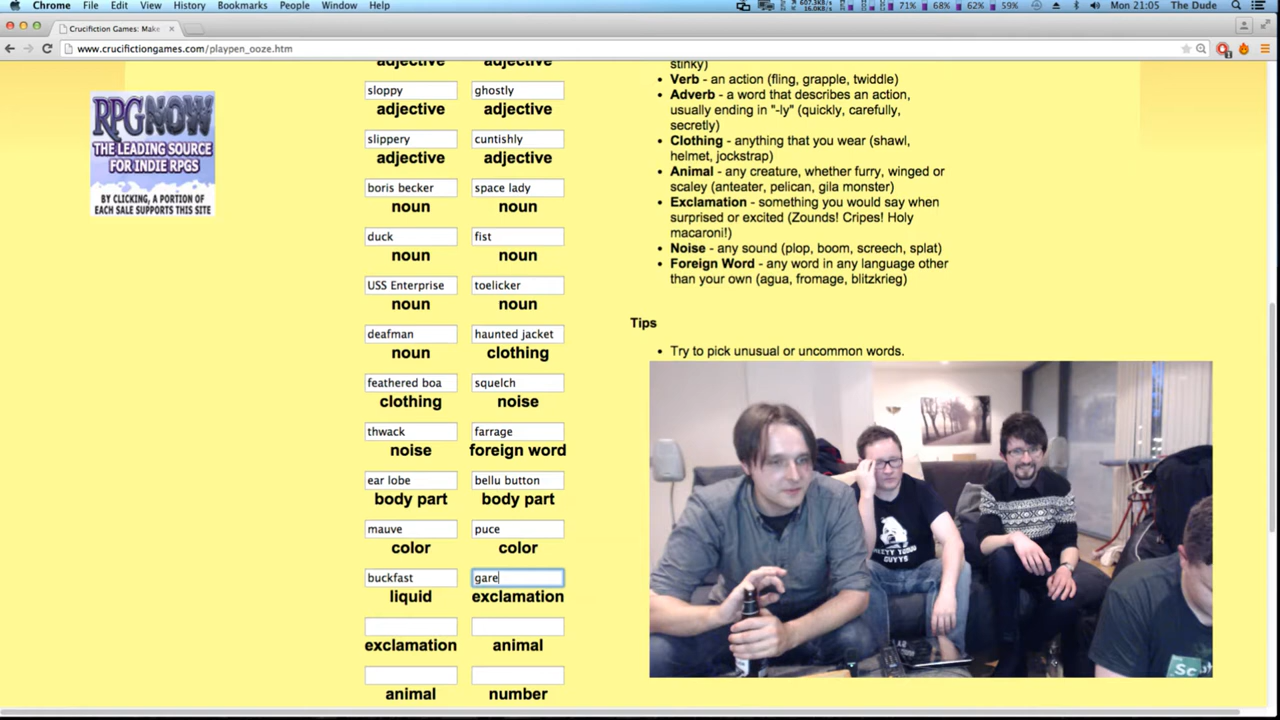 Chrome File Edit View History Bookmarks People Window Help 607.3KB/s 16.0KB/s 71% 68% 62% 59% Mon 21:05 The Dude
Crucifiction Games: Make
www.crucifictiongames.com/playpen_ooze.htm
RPGNOW
THE LEADING SOURCE
FOR INDIE RPGS
BY CLICKING, A PORTION OF
EACH SALE SUPPORTS THIS SITE
adjective adjective
sloppy ghostly
adjective adjective
slippery cuntishly
adjective adjective
boris becker space lady
noun noun
duck fist
noun noun
USS Enterprise toelicker
noun noun
deafman haunted jacket
noun clothing
feathered boa squelch
clothing noise
thwack farrage
noise foreign word
ear lobe bellu button
body part body part
mauve puce
color color
buckfast gare
liquid exclamation
exclamation animal
animal number
stinky)
• Verb - an action (fling, grapple, twiddle)
• Adverb - a word that describes an action,
usually ending in "-ly" (quickly, carefully,
secretly)
• Clothing - anything that you wear (shawl,
helmet, jockstrap)
• Animal - any creature, whether furry, winged or
scaley (anteater, pelican, gila monster)
• Exclamation - something you would say when
surprised or excited (Zounds! Cripes! Holy
macaroni!)
• Noise - any sound (plop, boom, screech, splat)
• Foreign Word - any word in any language other
than your own (agua, fromage, blitzkrieg)
Tips
• Try to pick unusual or uncommon words.